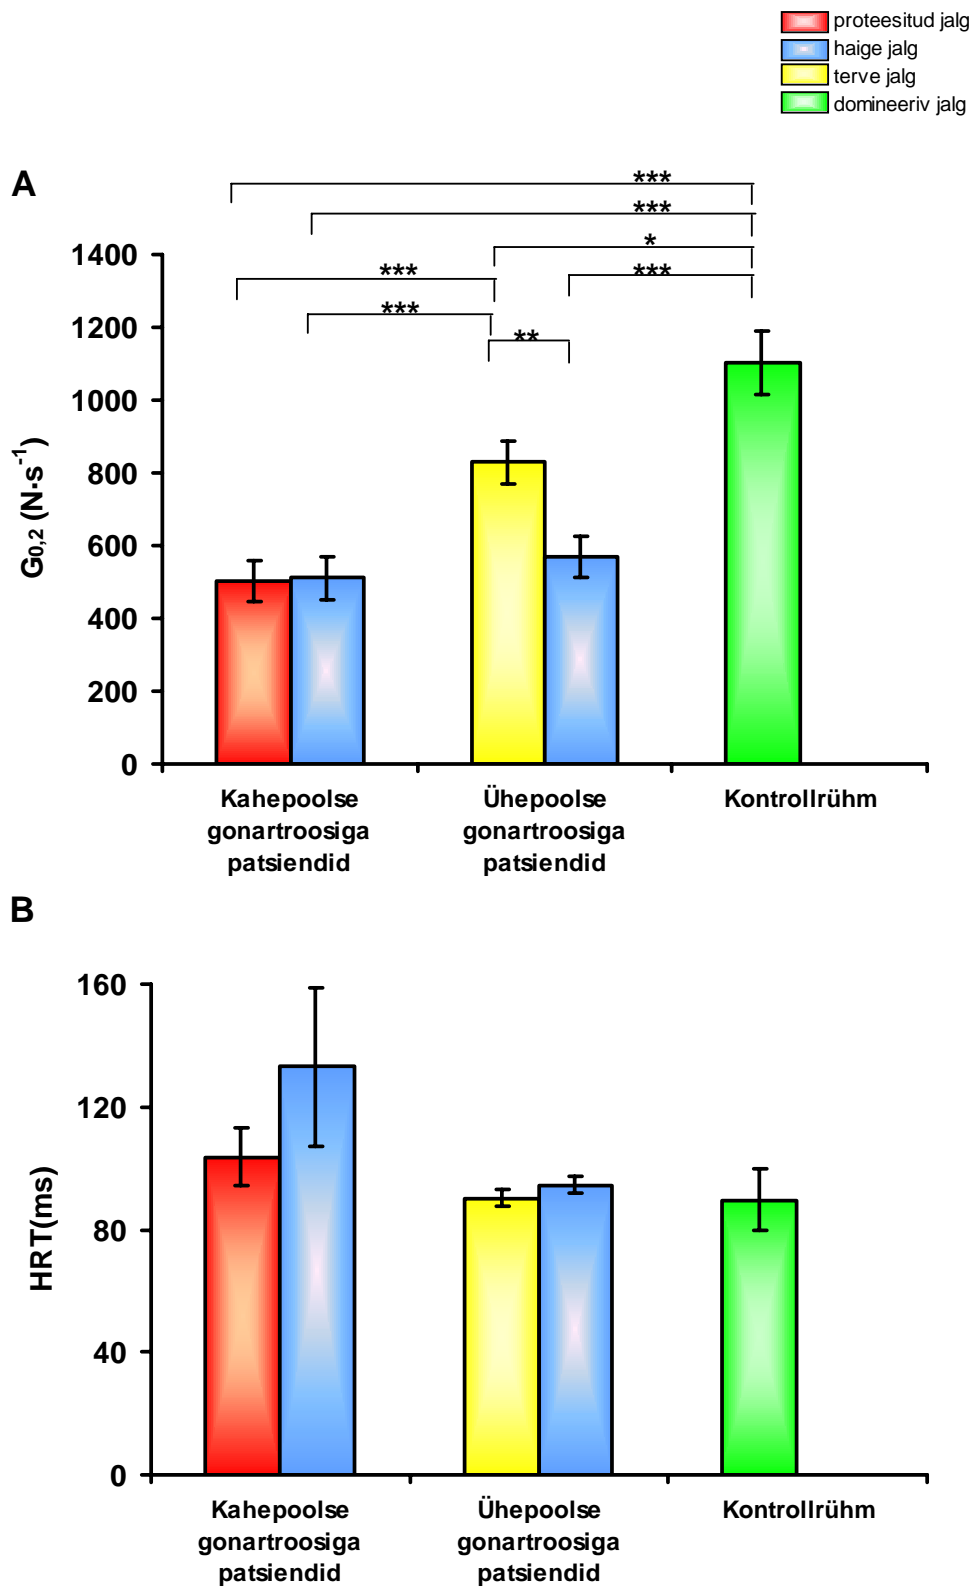 proteesitud jalg
haige jalg
terve jalg
domineeriv jalg
A
***
***
*
***
***
***
**
1400
1200
1000
800
600
400
200
0
G0,2 (N·s-1)
Kahepoolse
gonartroosiga
patsiendid
Ühepoolse
gonartroosiga
patsiendid
Kontrollrühm
B
160
120
80
40
0
HRT(ms)
Kahepoolse
gonartroosiga
patsiendid
Ühepoolse
gonartroosiga
patsiendid
Kontrollrühm